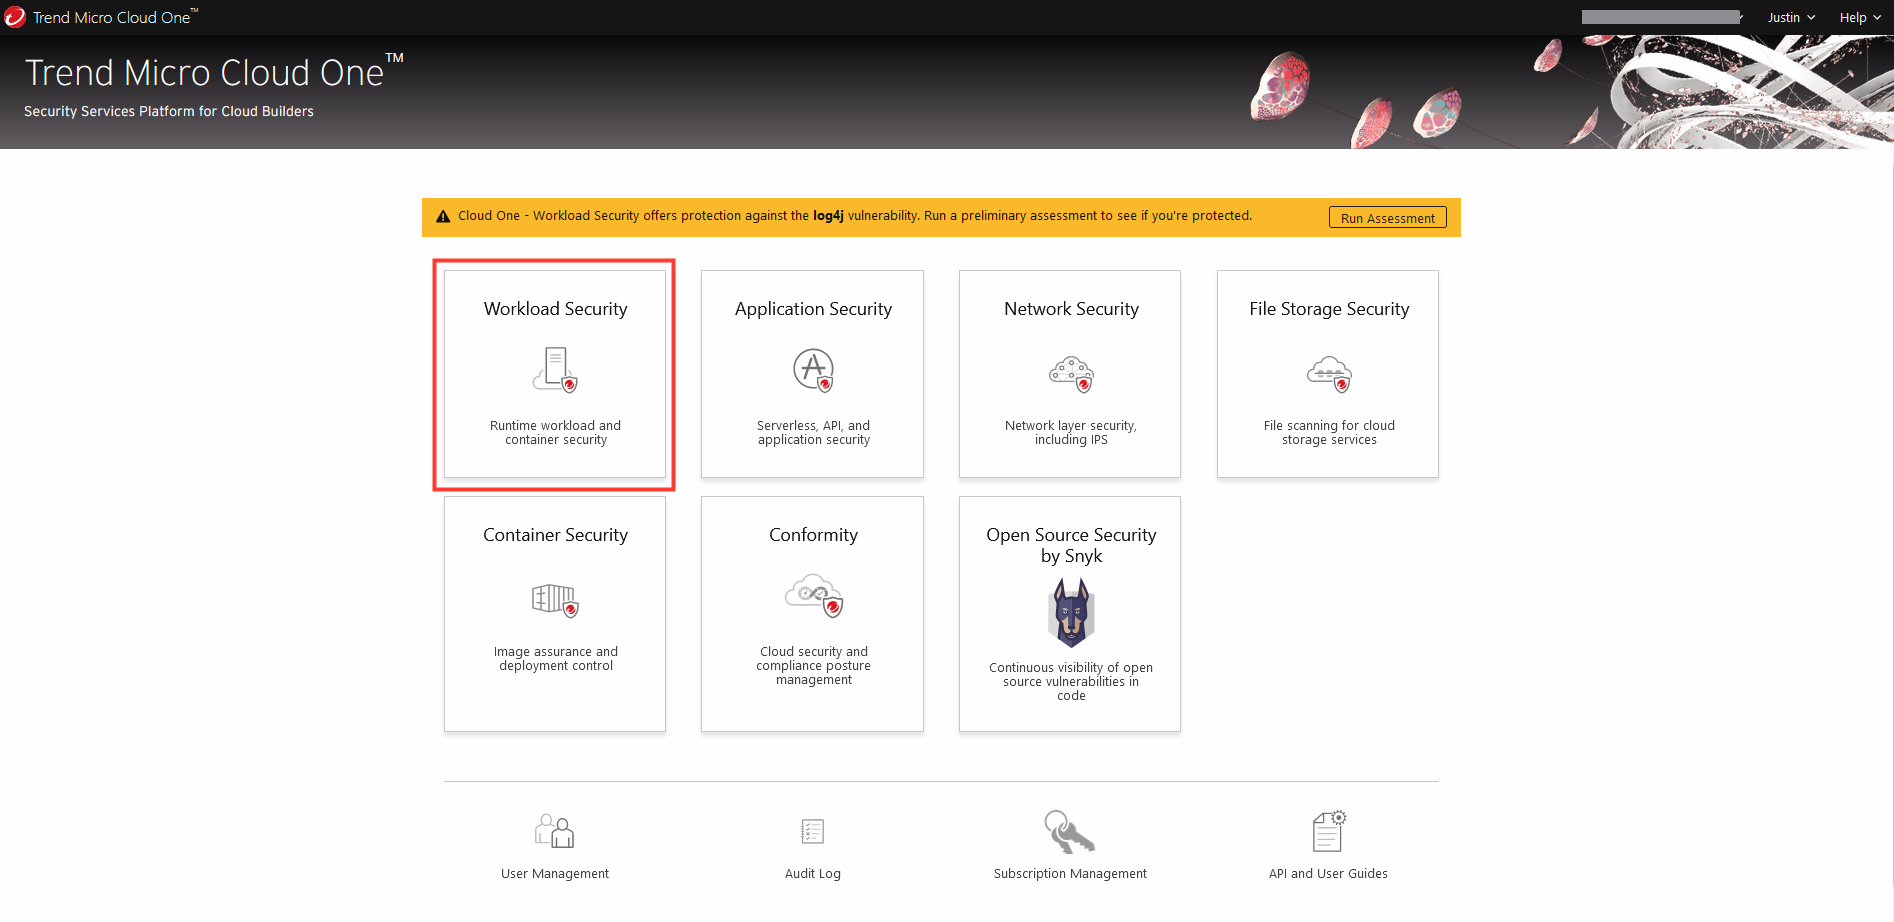 Trend Micro Cloud One™
Justin
Help
Trend Micro Cloud One™
Security Services Platform for Cloud Builders
Cloud One - Workload Security offers protection against the log4j vulnerability. Run a preliminary assessment to see if you're protected.
Run Assessment
Workload Security
Runtime workload and
container security
Application Security
Serverless, API, and
application security
Network Security
Network layer security,
including IPS
File Storage Security
File scanning for cloud
storage services
Container Security
Image assurance and
deployment control
Conformity
Cloud security and
compliance posture
management
Open Source Security
by Snyk
Continuous visibility of open
source vulnerabilities in
code
User Management
Audit Log
Subscription Management
API and User Guides